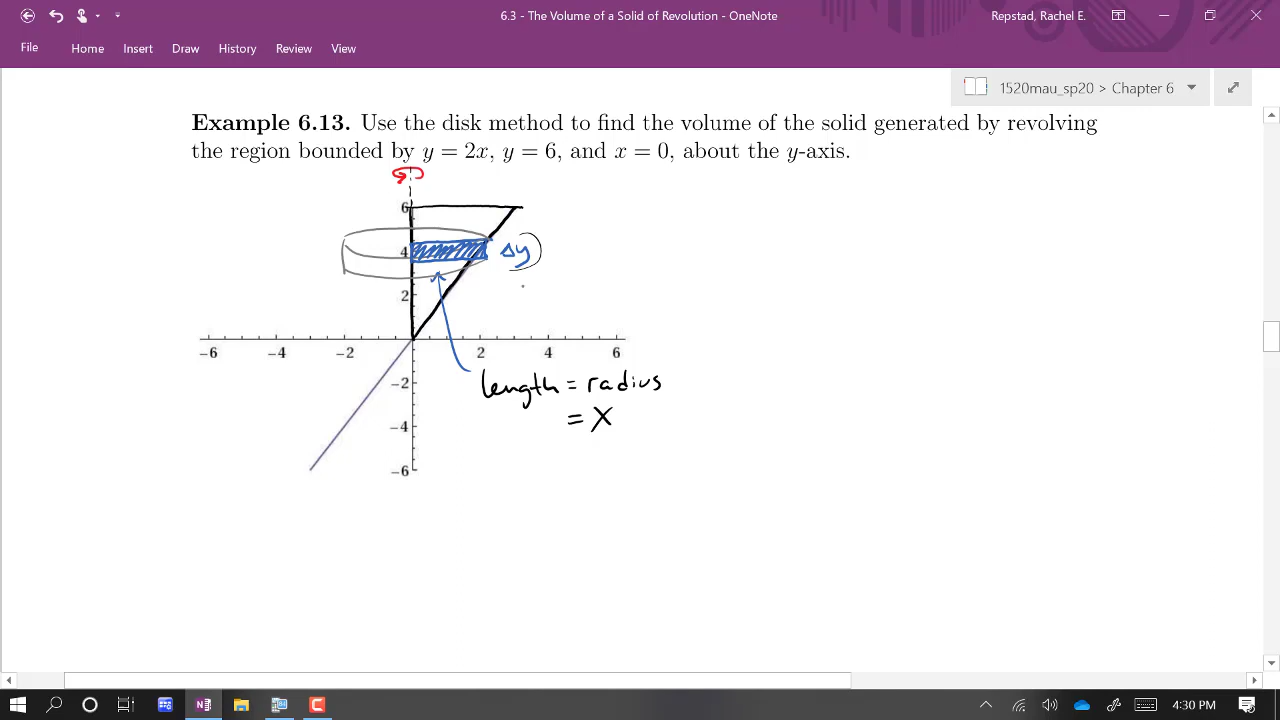 6.3 - The Volume of a Solid of Revolution - OneNote
Repstad, Rachel E.
File Home Insert Draw History Review View
1520mau_sp20 > Chapter 6
Example 6.13. Use the disk method to find the volume of the solid generated by revolving
the region bounded by y = 2x, y = 6, and x = 0, about the y-axis.
6
4 Δy
2
−6 −4 −2 2 4 6
−2 length = radius
= x
−4
−6
4:30 PM